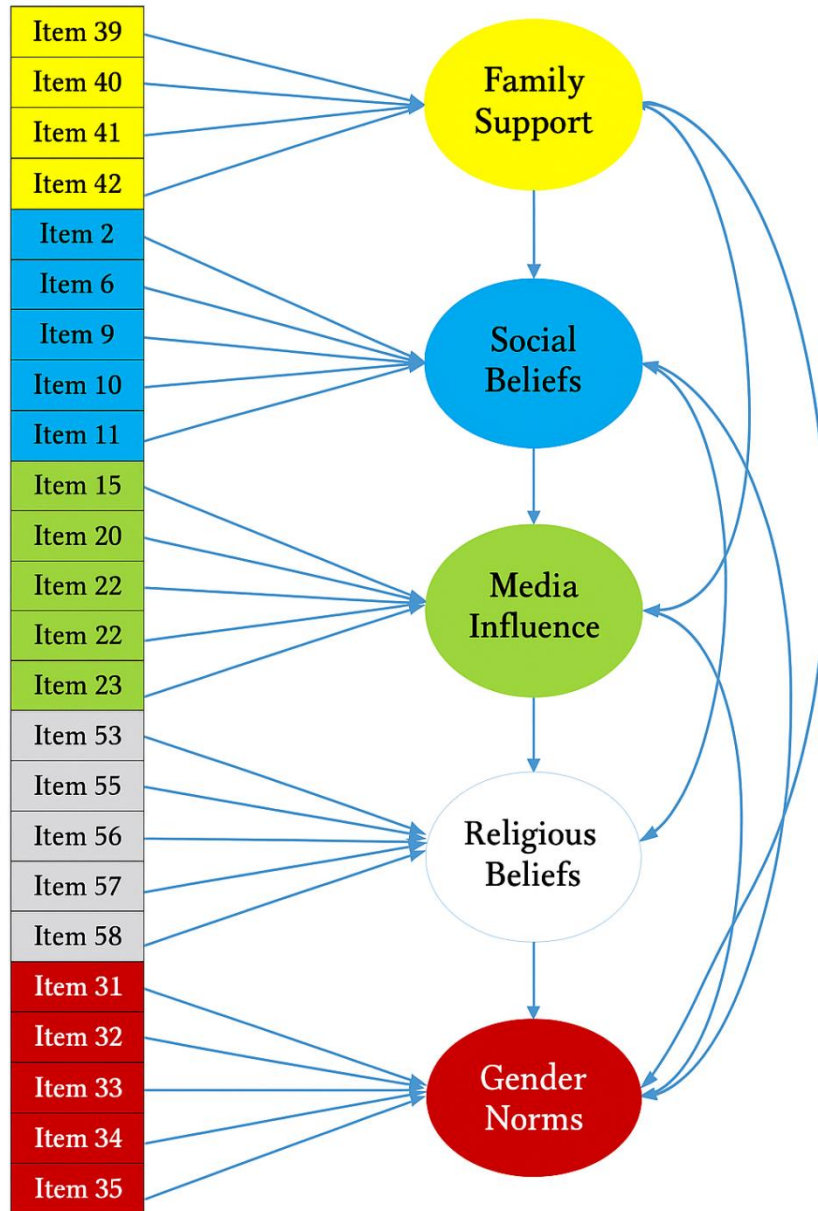 Item 39
Item 40
Item 41
Item 42
Item 2
Item 6
Item 9
Item 10
Item 11
Item 15
Item 20
Item 22
Item 22
Item 23
Item 53
Item 55
Item 56
Item 57
Item 58
Item 31
Item 32
Item 33
Item 34
Item 35
Family
Support
Social
Beliefs
Media
Influence
Religious
Beliefs
Gender
Norms